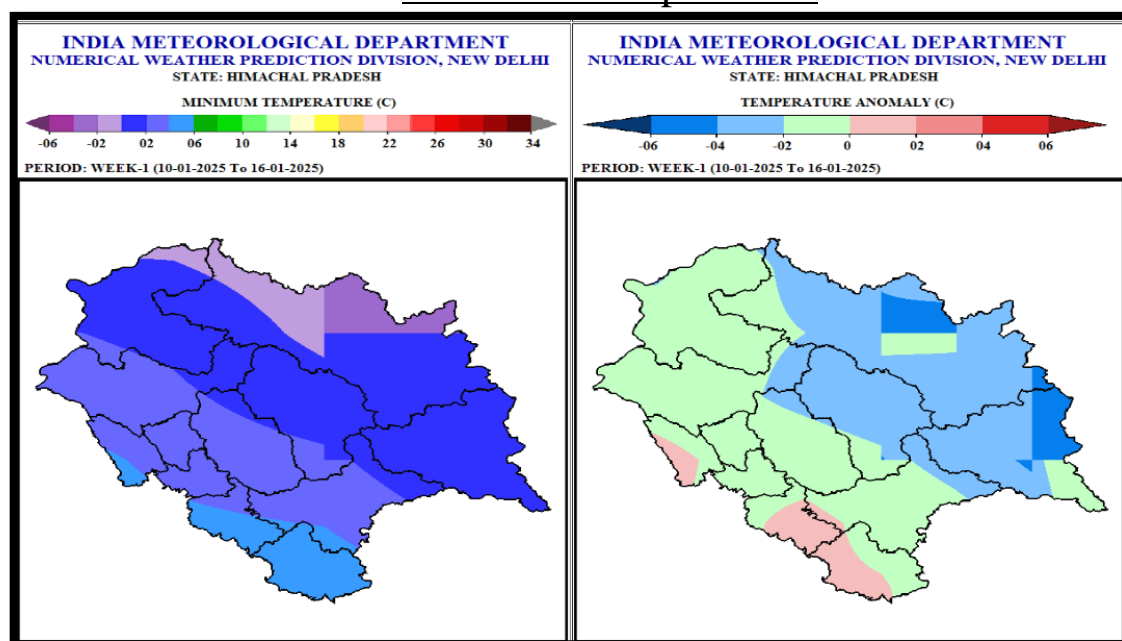 INDIA METEOROLOGICAL DEPARTMENT
NUMERICAL WEATHER PREDICTION DIVISION, NEW DELHI
STATE: HIMACHAL PRADESH
MINIMUM TEMPERATURE (C)
-06 -02 02 06 10 14 18 22 26 30 34
PERIOD: WEEK-1 (10-01-2025 To 16-01-2025)
INDIA METEOROLOGICAL DEPARTMENT
NUMERICAL WEATHER PREDICTION DIVISION, NEW DELHI
STATE: HIMACHAL PRADESH
TEMPERATURE ANOMALY (C)
-06 -04 -02 0 02 04 06
PERIOD: WEEK-1 (10-01-2025 To 16-01-2025)